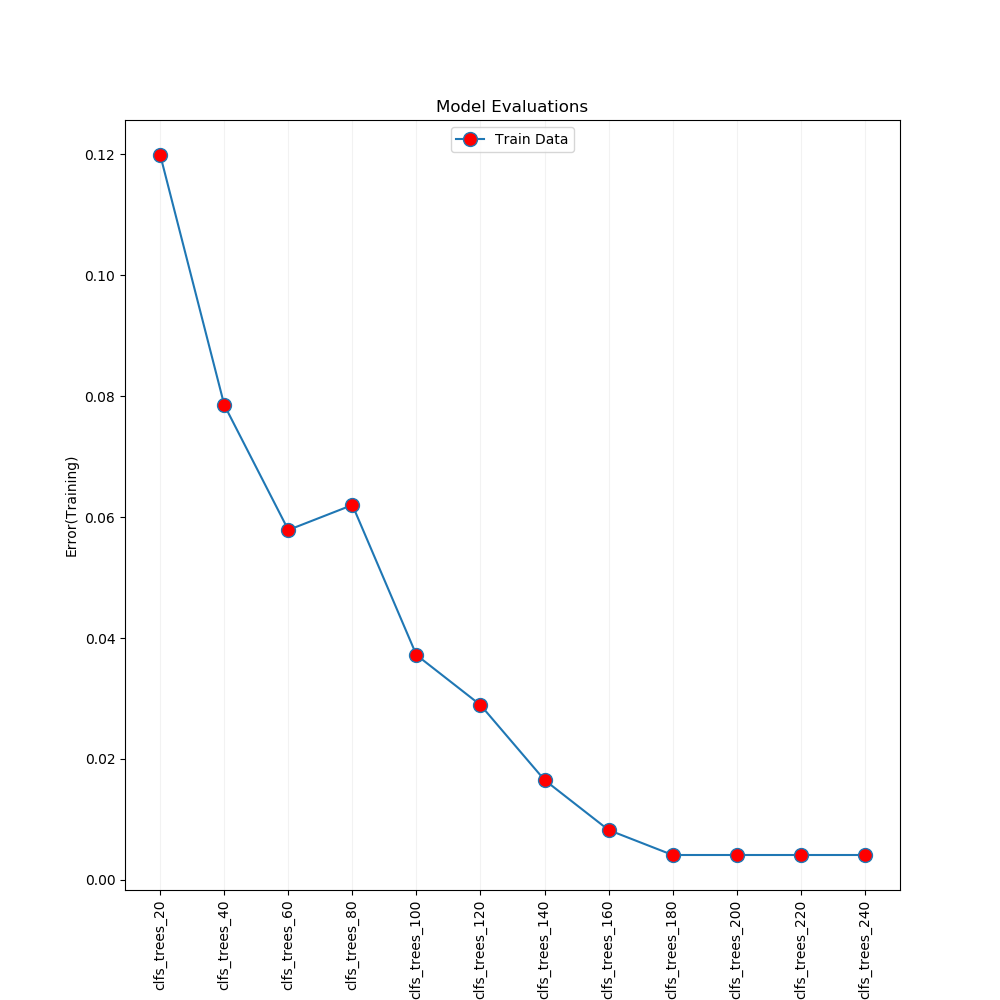 Model Evaluations
Train Data
0.12
0.10
0.08
0.06
0.04
0.02
0.00
Error(Training)
clfs_trees_20
clfs_trees_40
clfs_trees_60
clfs_trees_80
clfs_trees_100
clfs_trees_120
clfs_trees_140
clfs_trees_160
clfs_trees_180
clfs_trees_200
clfs_trees_220
clfs_trees_240